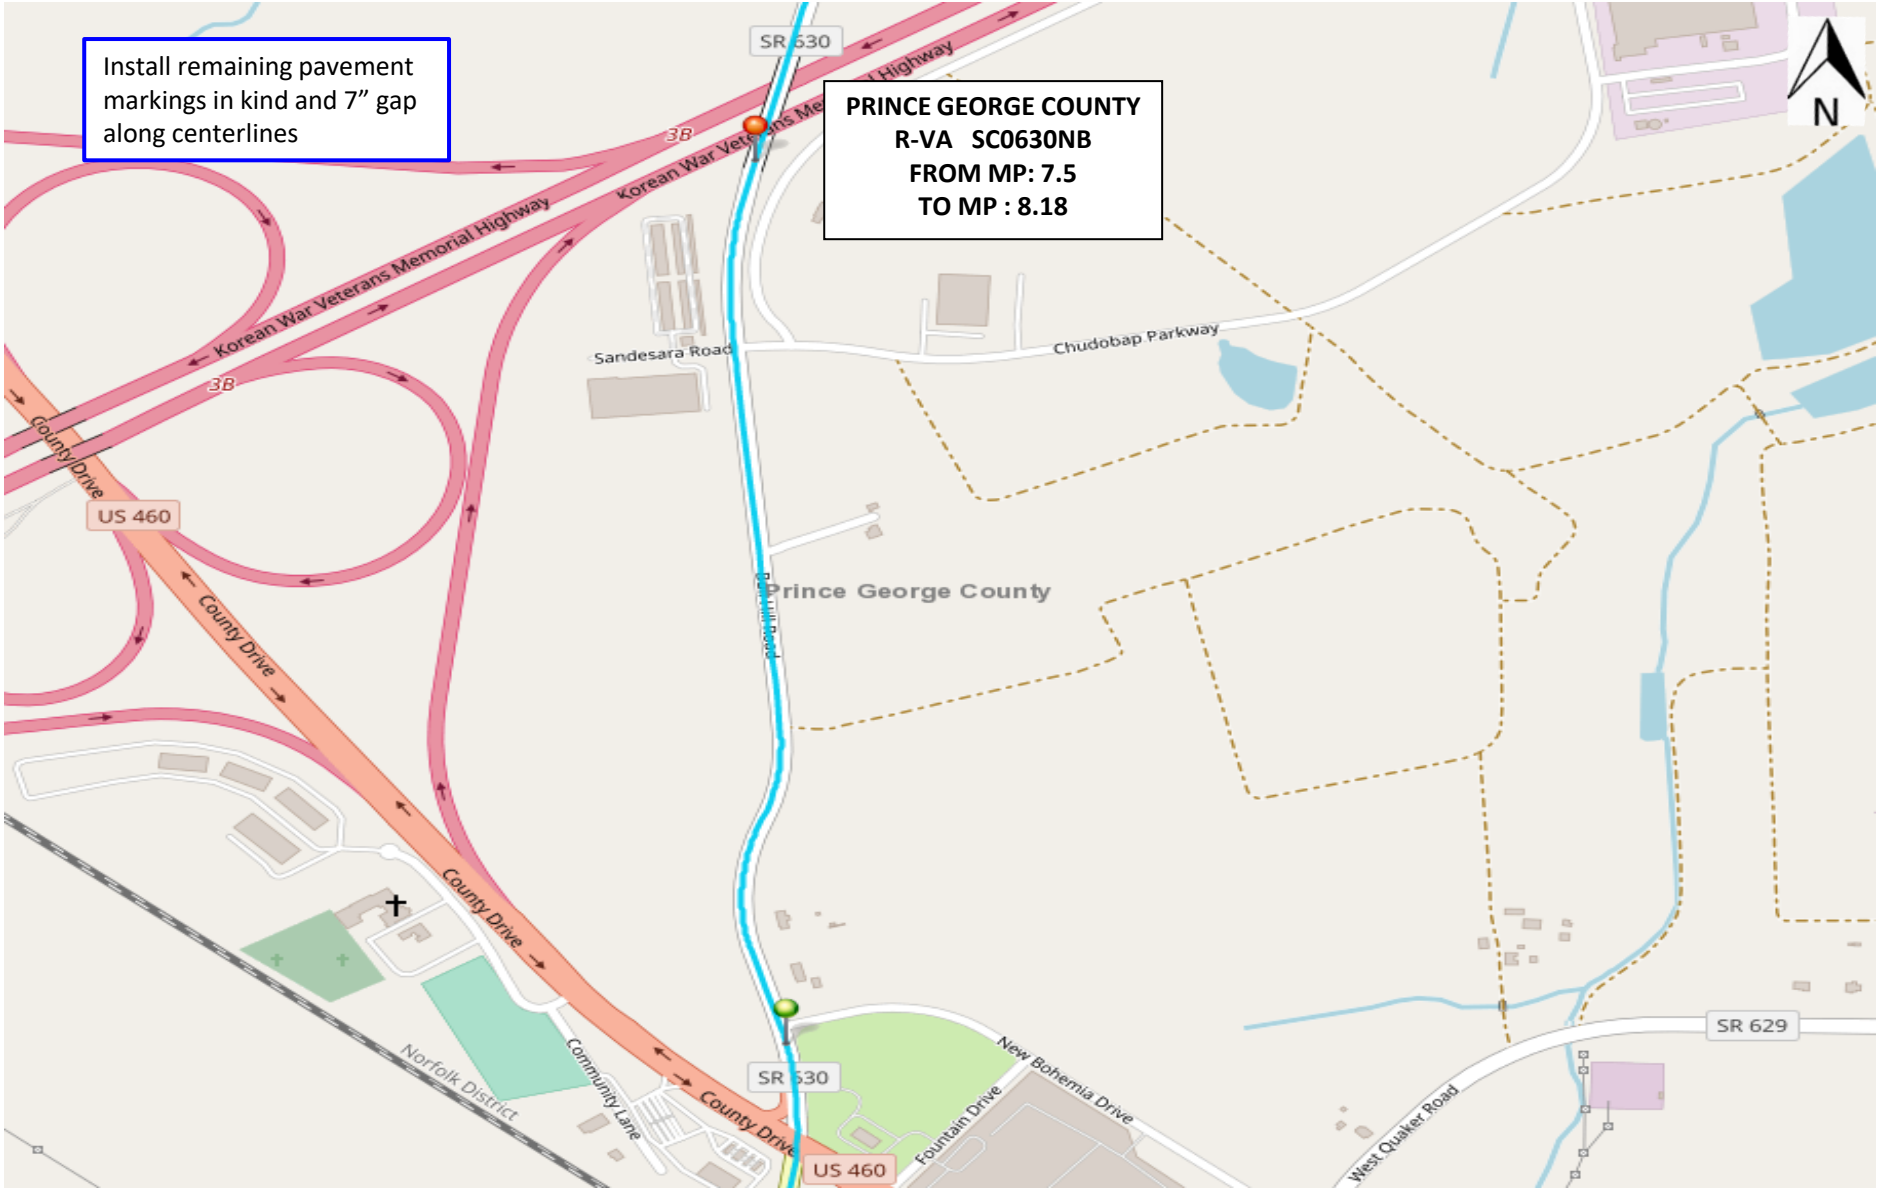 SR 630
Install remaining pavement
markings in kind and 7” gap
along centerlines
PRINCE GEORGE COUNTY
R-VA SC0630NB
FROM MP: 7.5
TO MP : 8.18
N
3B
Korean War Veterans Memorial Highway
Korean War Veterans Memorial Highway
Sandesara Road
Chudobap Parkway
3B
County Drive
US 460
Prince George County
County Drive
County Drive
Norfolk District
Community Lane
SR 630
New Bohemia Drive
SR 629
Fountain Drive
County Drive
West Quaker Road
US 460